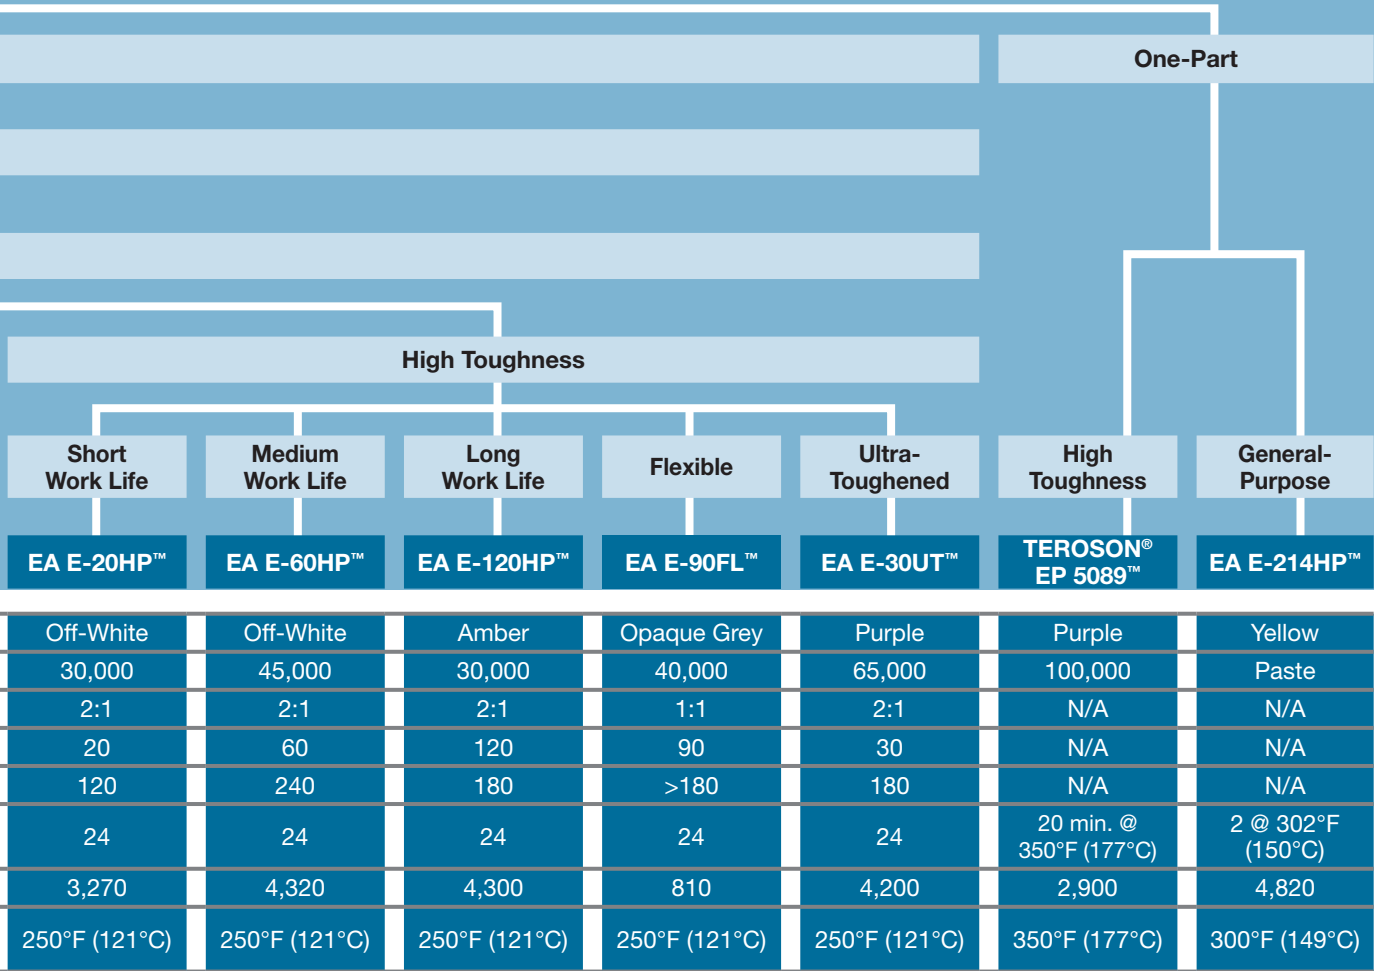 One-Part
High Toughness
Short
Work Life
Medium
Work Life
Long
Work Life
Flexible
Ultra-
Toughened
High
Toughness
General-
Purpose
EA E-20HP™
EA E-60HP™
EA E-120HP™
EA E-90FL™
EA E-30UT™
TEROSON®
EP 5089™
EA E-214HP™
Off-White Off-White Amber Opaque Grey Purple Purple Yellow
30,000 45,000 30,000 40,000 65,000 100,000 Paste
2:1 2:1 2:1 1:1 2:1 N/A N/A
20 60 120 90 30 N/A N/A
120 240 180 >180 180 N/A N/A
24 24 24 24 24
20 min. @
350°F (177°C)
2 @ 302°F
(150°C)
3,270 4,320 4,300 810 4,200 2,900 4,820
250°F (121°C) 250°F (121°C) 250°F (121°C) 250°F (121°C) 250°F (121°C) 350°F (177°C) 300°F (149°C)